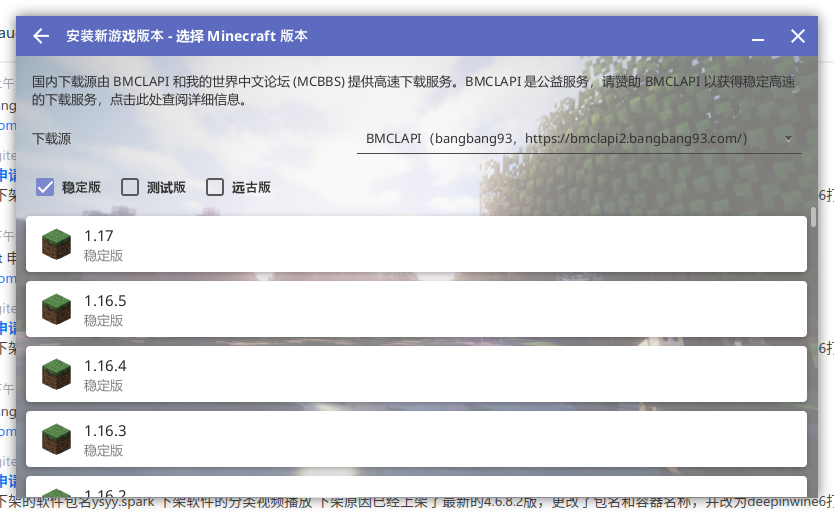 安装新游戏版本 - 选择 Minecraft 版本
国内下载源由 BMCLAPI 和我的世界中文论坛 (MCBBS) 提供高速下载服务。BMCLAPI 是公益服务，请赞助 BMCLAPI 以获得稳定高速
的下载服务，点击此处查阅详细信息。
下载源
BMCLAPI（bangbang93，https://bmclapi2.bangbang93.com/）
稳定版 测试版 远古版
1.17
稳定版
1.16.5
稳定版
1.16.4
稳定版
1.16.3
稳定版
1.16.2
下架的软件包名ysyy.spark 下架软件的分类视频播放 下架原因已经上架了最新的4.6.8.2版，更改了包名和容器名称，并改为deepinwine6打